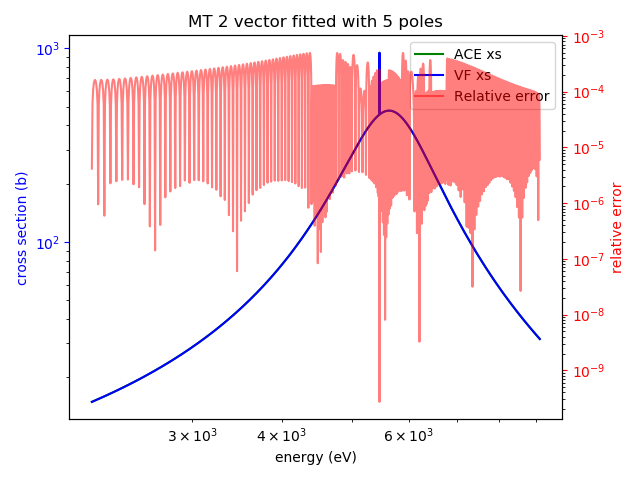 MT 2 vector fitted with 5 poles
ACE xs
VF xs
Relative error
cross section (b)
10³
10²
relative error
10⁻³
10⁻⁴
10⁻⁵
10⁻⁶
10⁻⁷
10⁻⁸
10⁻⁹
3 × 10³ 4 × 10³ 6 × 10³
energy (eV)